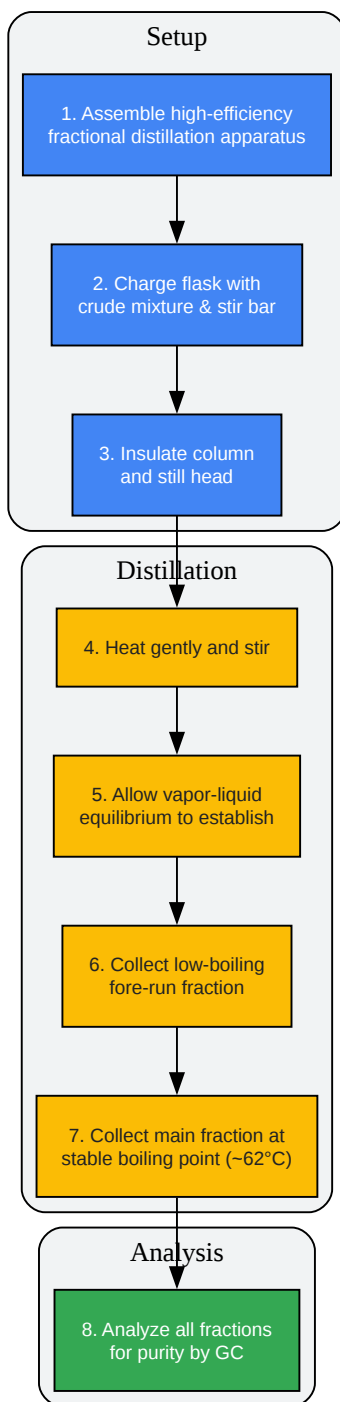 Setup
1. Assemble high-efficiency
fractional distillation apparatus
2. Charge flask with
crude mixture & stir bar
3. Insulate column
and still head
Distillation
4. Heat gently and stir
5. Allow vapor-liquid
equilibrium to establish
6. Collect low-boiling
fore-run fraction
7. Collect main fraction at
stable boiling point (~62°C)
Analysis
8. Analyze all fractions
for purity by GC